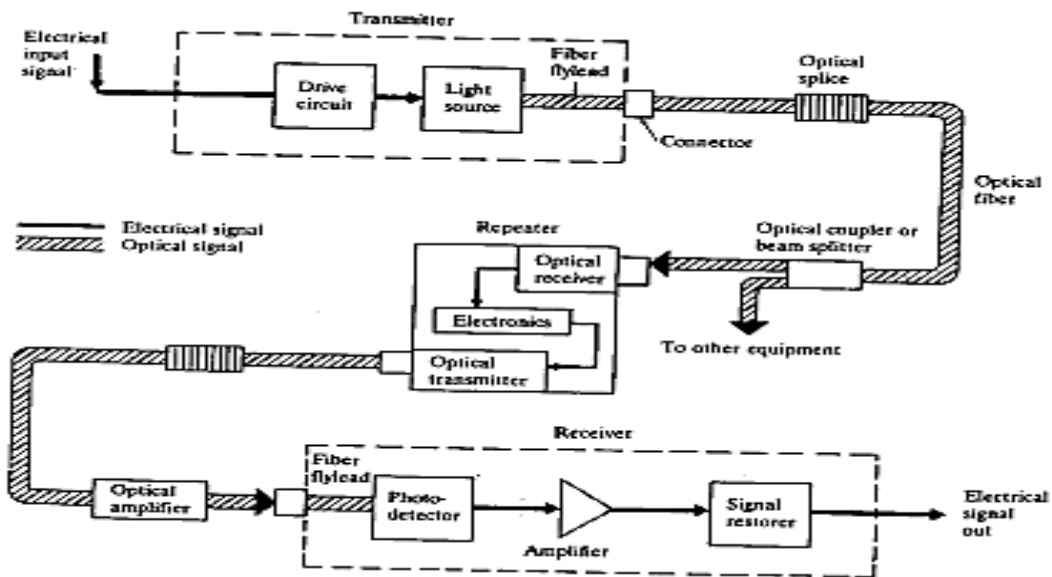 Transmitter
Electrical
input
signal
Drive
circuit
Light
source
Fiber
flylead
Connector
Optical
splice
Optical
fiber
Electrical signal
Optical signal
Repeater
Optical
receiver
Electronics
Optical
transmitter
Optical coupler or
beam splitter
To other equipment
Optical
amplifier
Receiver
Fiber
flylead
Photo-
detector
Amplifier
Signal
restorer
Electrical
signal
out